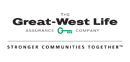 THE
Great-West Life
ASSURANCE COMPANY
STRONGER COMMUNITIES TOGETHER™